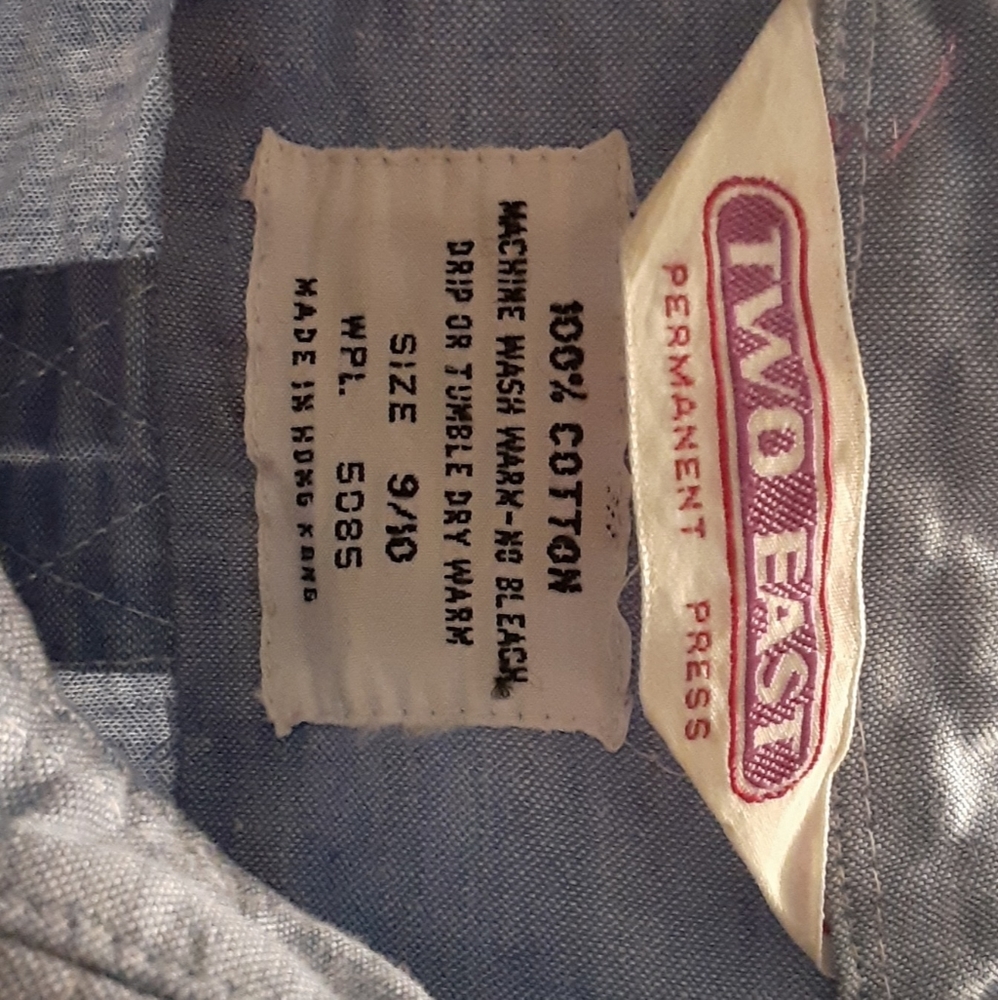 TWO EAST
PERMANENT PRESS
100% COTTON
MACHINE WASH WARM-NO BLEACH.
DRIP OR TUMBLE DRY WARM
SIZE 9/10
WPL 5085
MADE IN HONG KONG